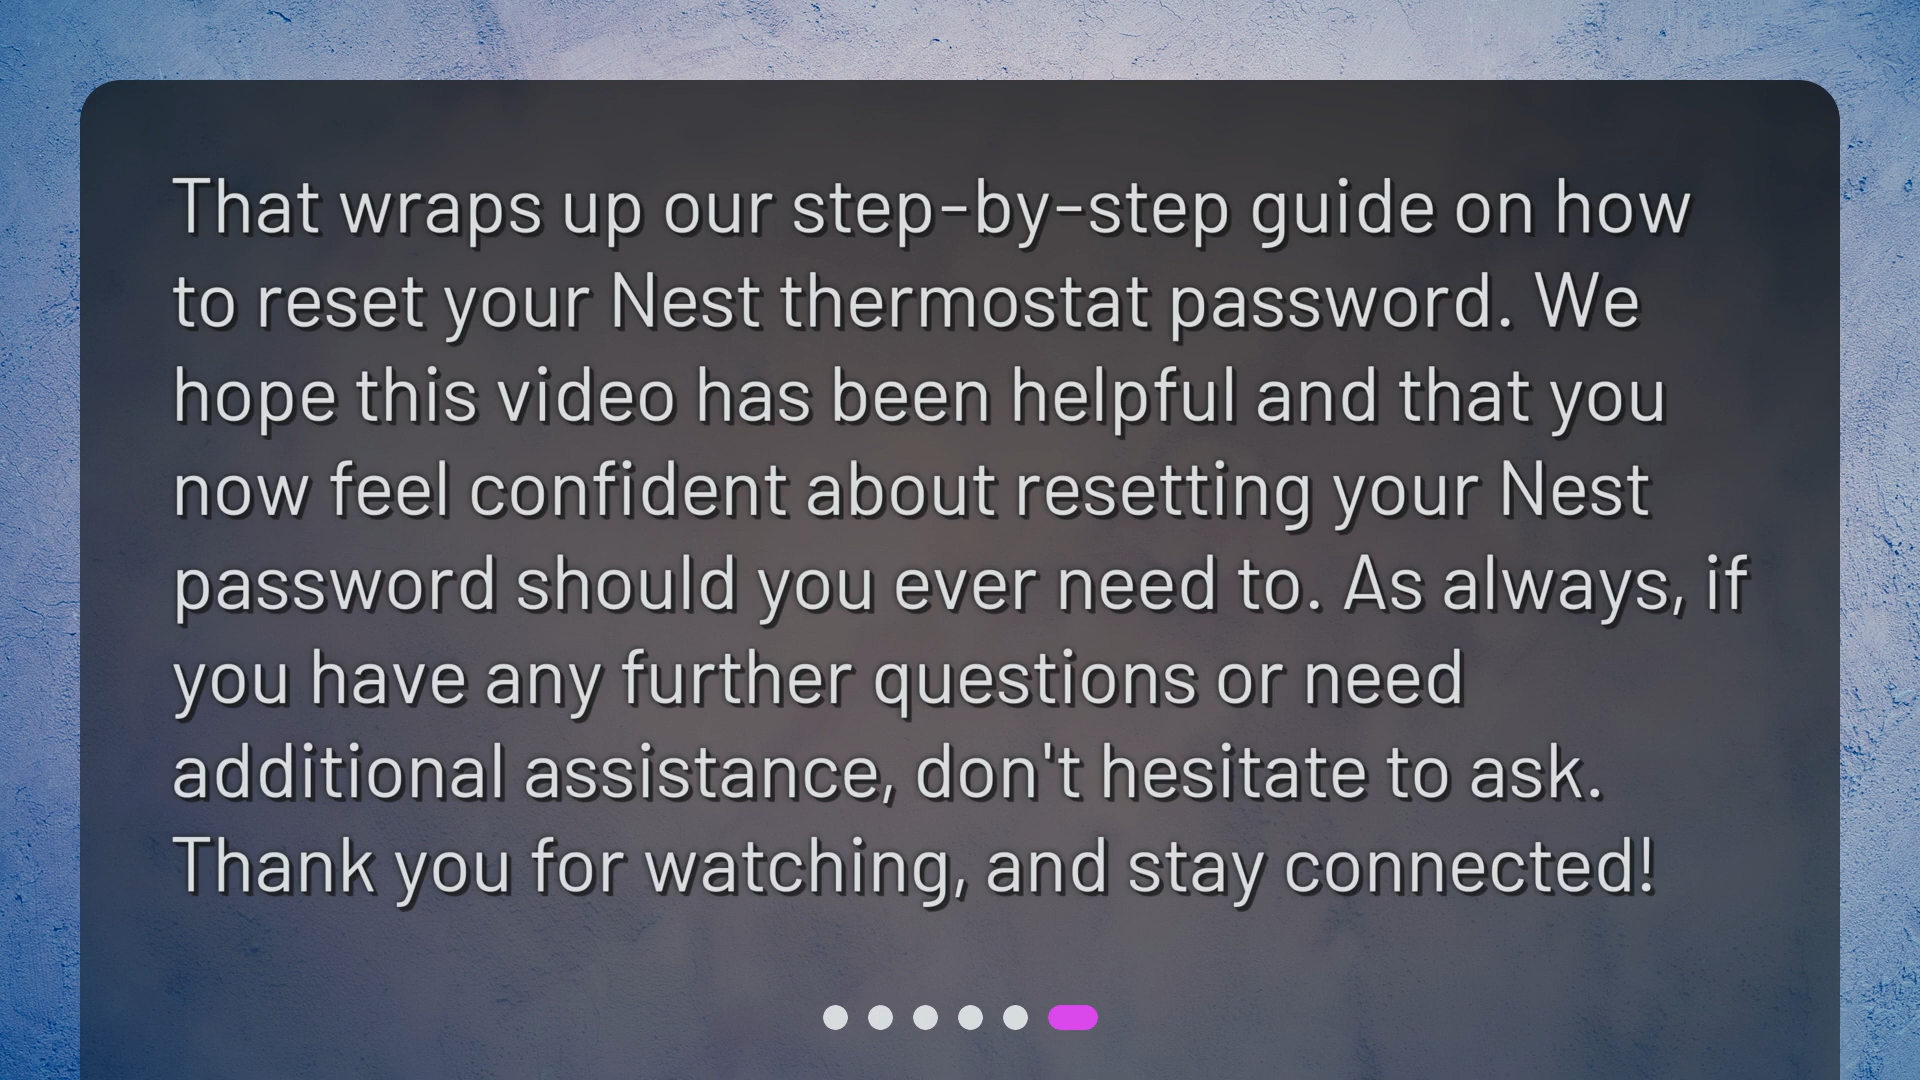 That wraps up our step-by-step guide on how
to reset your Nest thermostat password. We
hope this video has been helpful and that you
now feel confident about resetting your Nest
password should you ever need to. As always, if
you have any further questions or need
additional assistance, don't hesitate to ask.
Thank you for watching, and stay connected!